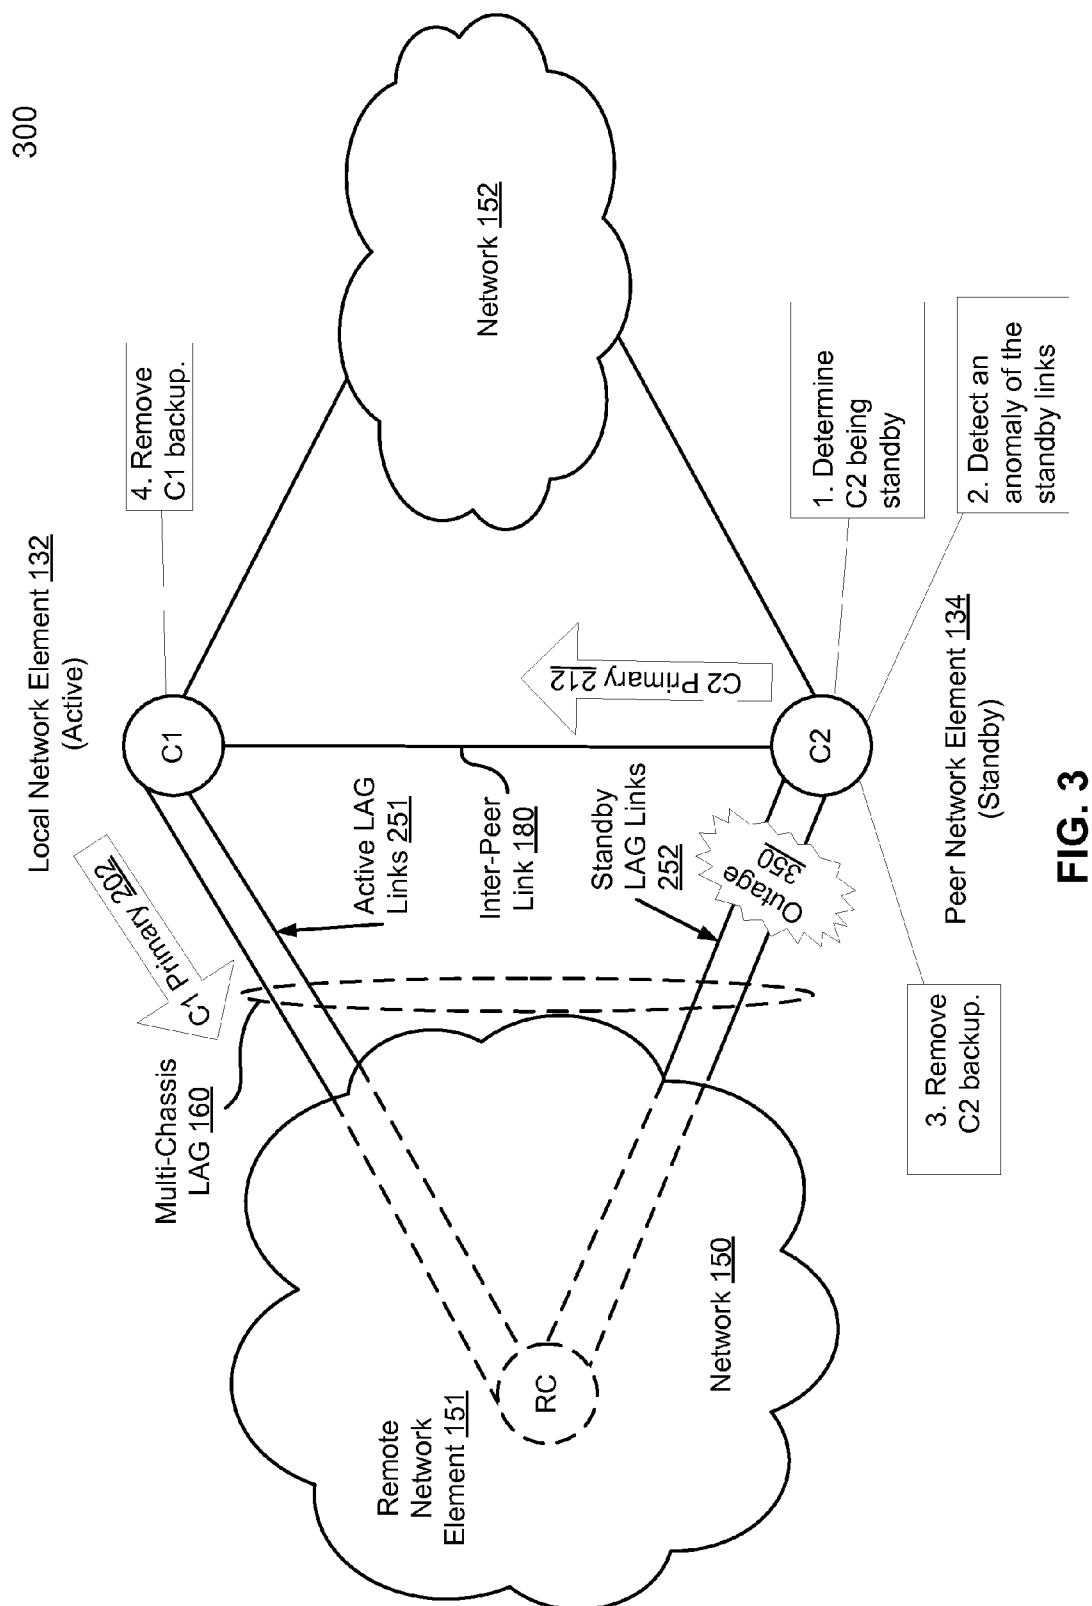 300
Local Network Element 132
(Active)
4. Remove
C1 backup.
C1
C1 Primary 202
Multi-Chassis
LAG 160
Active LAG
Links 251
Inter-Peer
Link 180
Standby
LAG Links
252
C2 Primary 212
Network 152
Remote
Network
Element 151
RC
Network 150
Outage
350
C2
1. Determine
C2 being
standby
2. Detect an
anomaly of the
standby links
3. Remove
C2 backup.
Peer Network Element 134
(Standby)
FIG. 3